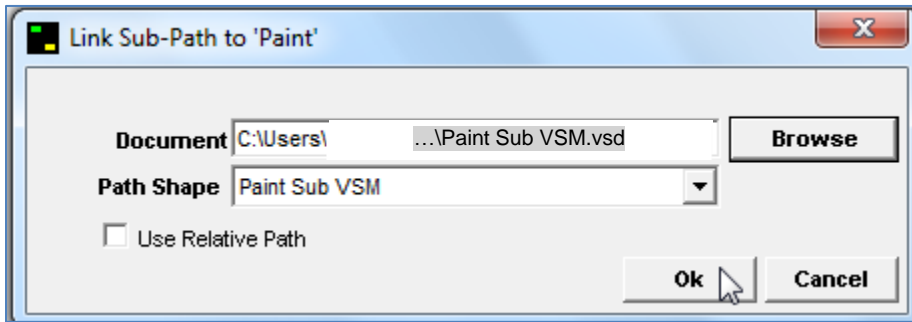 Link Sub-Path to 'Paint'
Document C:\Users\ …\Paint Sub VSM.vsd Browse
Path Shape Paint Sub VSM
Use Relative Path
Ok Cancel